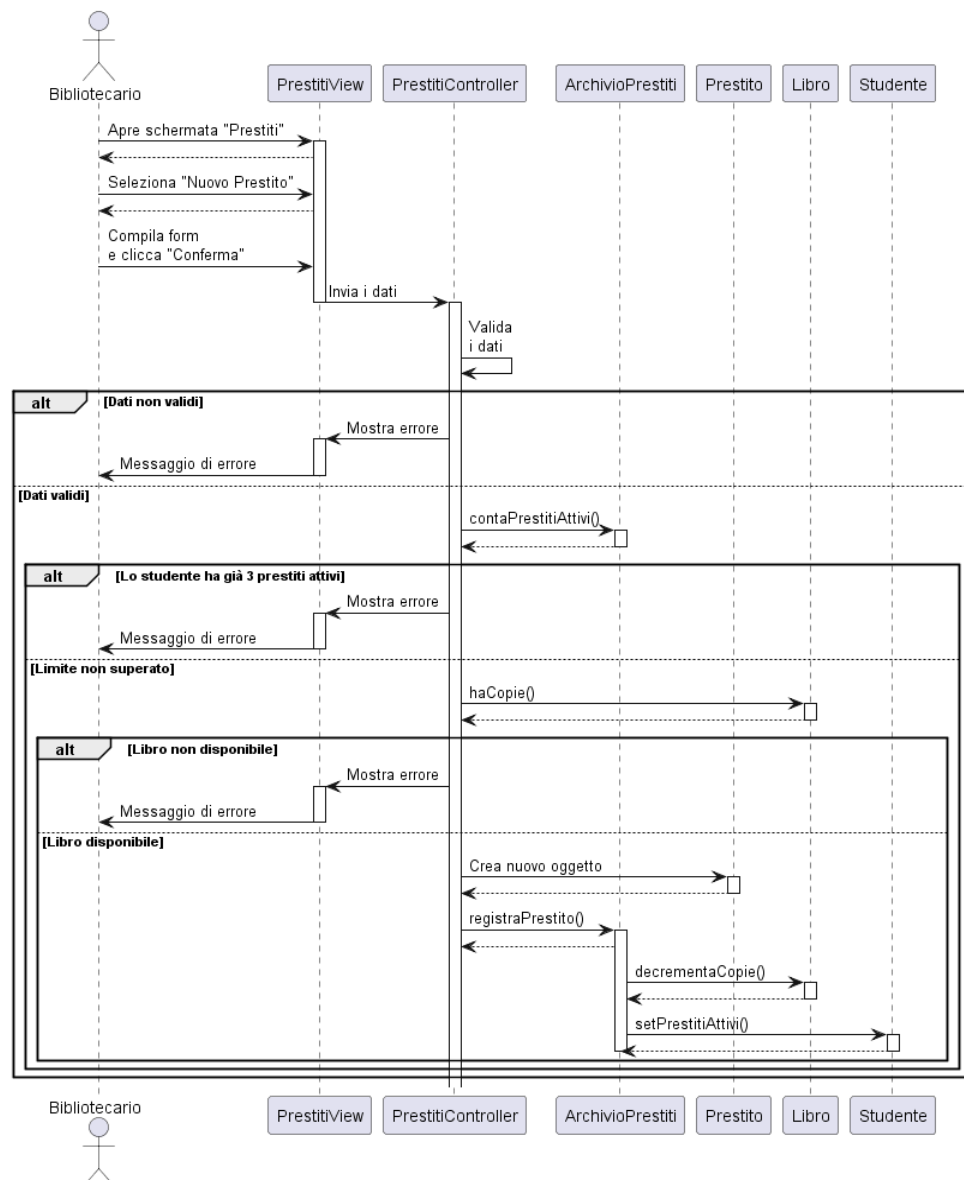 Bibliotecario
PrestitiView
PrestitiController
ArchivioPrestiti
Prestito
Libro
Studente
Apre schermata "Prestiti"
Seleziona "Nuovo Prestito"
Compila form
e clicca "Conferma"
Invia i dati
Valida
i dati
alt
[Dati non validi]
Mostra errore
Messaggio di errore
[Dati validi]
contaPrestitiAttivi()
alt
[Lo studente ha già 3 prestiti attivi]
Mostra errore
Messaggio di errore
[Limite non superato]
haCopie()
alt
[Libro non disponibile]
Mostra errore
Messaggio di errore
[Libro disponibile]
Crea nuovo oggetto
registraPrestito()
decrementaCopie()
setPrestitiAttivi()
Bibliotecario
PrestitiView
PrestitiController
ArchivioPrestiti
Prestito
Libro
Studente